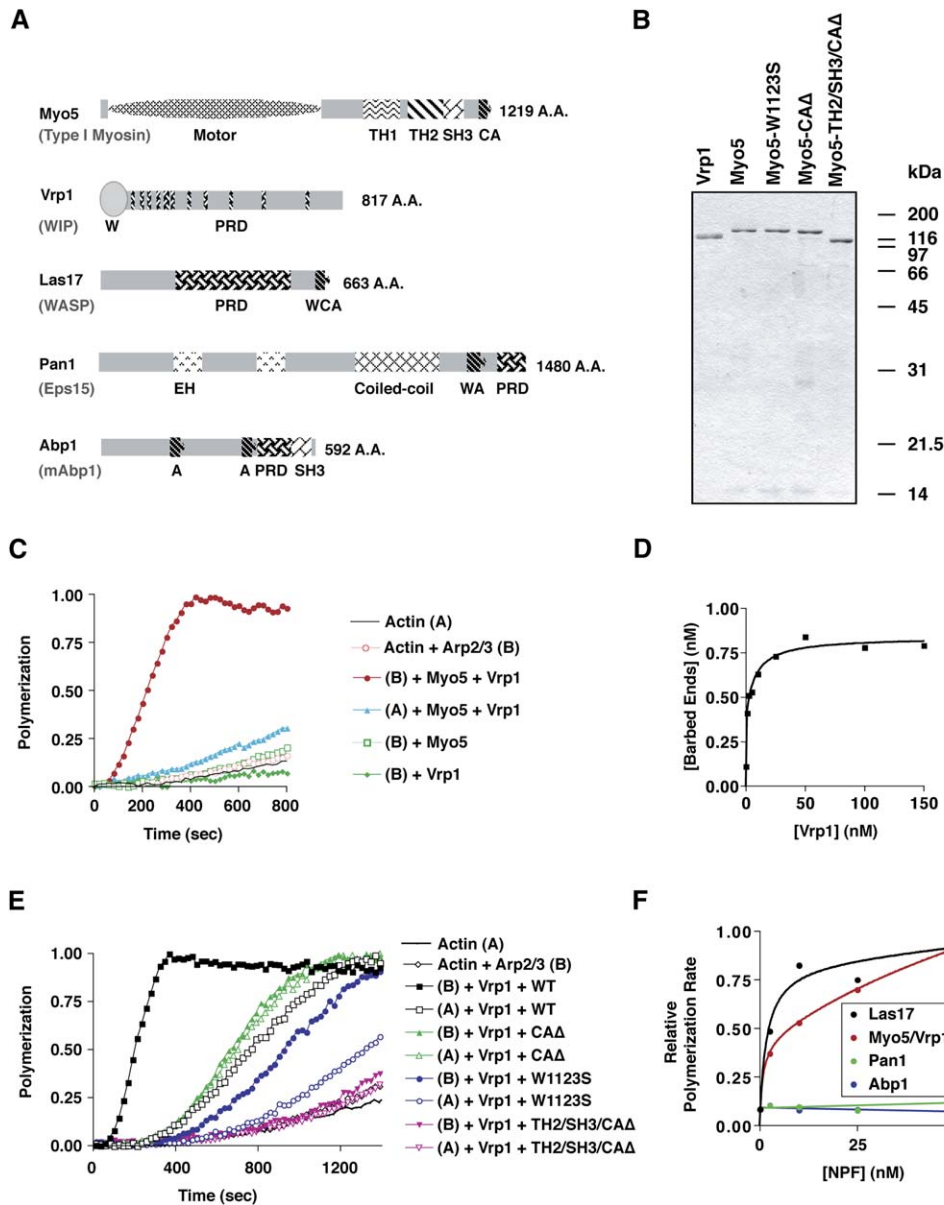 A
Myo5
(Type I Myosin)
Motor
TH1
TH2
SH3
CA
1219 A.A.
Vrp1
(WIP)
W
PRD
817 A.A.
Las17
(WASP)
PRD
WCA
663 A.A.
Pan1
(Eps15)
EH
Coiled-coil
WA
PRD
1480 A.A.
Abp1
(mAbp1)
A
A
PRD
SH3
592 A.A.
B
Vrp1
Myo5
Myo5-W1123S
Myo5-CAΔ
Myo5-TH2/SH3/CAΔ
kDa
200
116
97
66
45
31
21.5
14
C
Polymerization
1.00
0.75
0.50
0.25
0.00
0 200 400 600 800
Time (sec)
Actin (A)
Actin + Arp2/3 (B)
(B) + Myo5 + Vrp1
(A) + Myo5 + Vrp1
(B) + Myo5
(B) + Vrp1
D
[Barbed Ends] (nM)
1.00
0.75
0.50
0.25
0.00
0 50 100 150
[Vrp1] (nM)
E
Polymerization
1.00
0.75
0.50
0.25
0.00
0 400 800 1200
Time (sec)
Actin (A)
Actin + Arp2/3 (B)
(B) + Vrp1 + WT
(A) + Vrp1 + WT
(B) + Vrp1 + CAΔ
(A) + Vrp1 + CAΔ
(B) + Vrp1 + W1123S
(A) + Vrp1 + W1123S
(B) + Vrp1 + TH2/SH3/CAΔ
(A) + Vrp1 + TH2/SH3/CAΔ
F
Relative
Polymerization Rate
1.00
0.75
0.50
0.25
0.00
0 25
[NPF] (nM)
Las17
Myo5/Vrp1
Pan1
Abp1